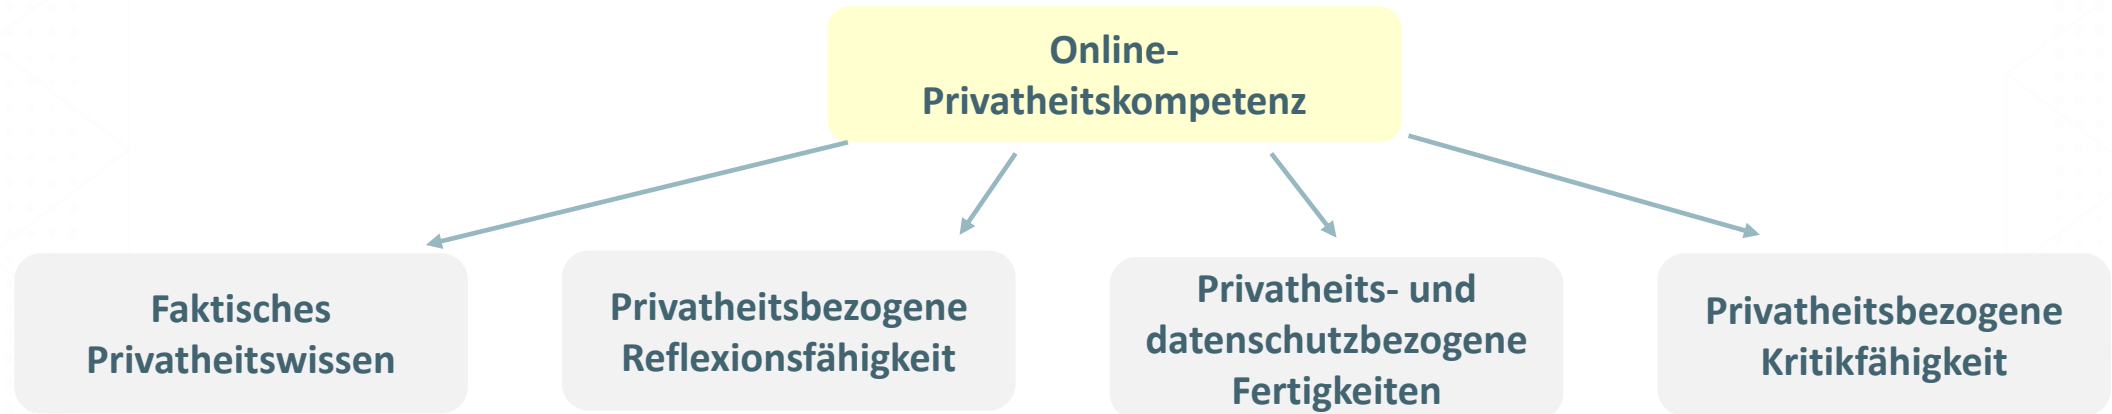 Online-
Privatheitskompetenz
Faktisches
Privatheitswissen
Privatheitsbezogene
Reflexionsfähigkeit
Privatheits- und
datenschutzbezogene
Fertigkeiten
Privatheitsbezogene
Kritikfähigkeit